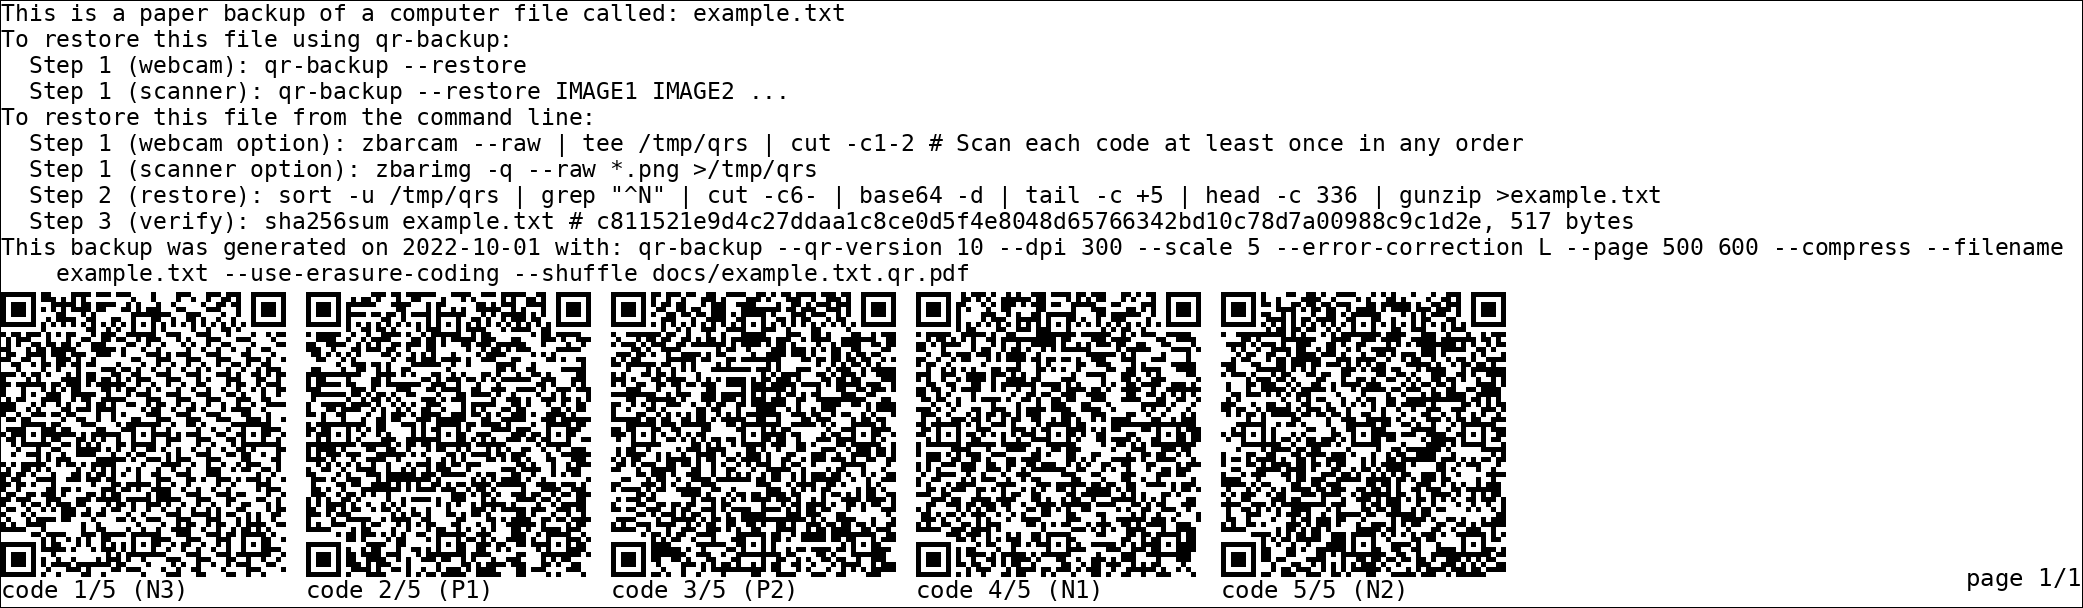 This is a paper backup of a computer file called: example.txt
To restore this file using qr-backup:
Step 1 (webcam): qr-backup --restore
Step 1 (scanner): qr-backup --restore IMAGE1 IMAGE2 ...
To restore this file from the command line:
Step 1 (webcam option): zbarcam --raw | tee /tmp/qrs | cut -c1-2 # Scan each code at least once in any order
Step 1 (scanner option): zbarimg -q --raw *.png >/tmp/qrs
Step 2 (restore): sort -u /tmp/qrs | grep "^N" | cut -c6- | base64 -d | tail -c +5 | head -c 336 | gunzip >example.txt
Step 3 (verify): sha256sum example.txt # c811521e9d4c27ddaa1c8ce0d5f4e8048d65766342bd10c78d7a00988c9c1d2e, 517 bytes
This backup was generated on 2022-10-01 with: qr-backup --qr-version 10 --dpi 300 --scale 5 --error-correction L --page 500 600 --compress --filename
example.txt --use-erasure-coding --shuffle docs/example.txt.qr.pdf
code 1/5 (N3)
code 2/5 (P1)
code 3/5 (P2)
code 4/5 (N1)
code 5/5 (N2)
page 1/1